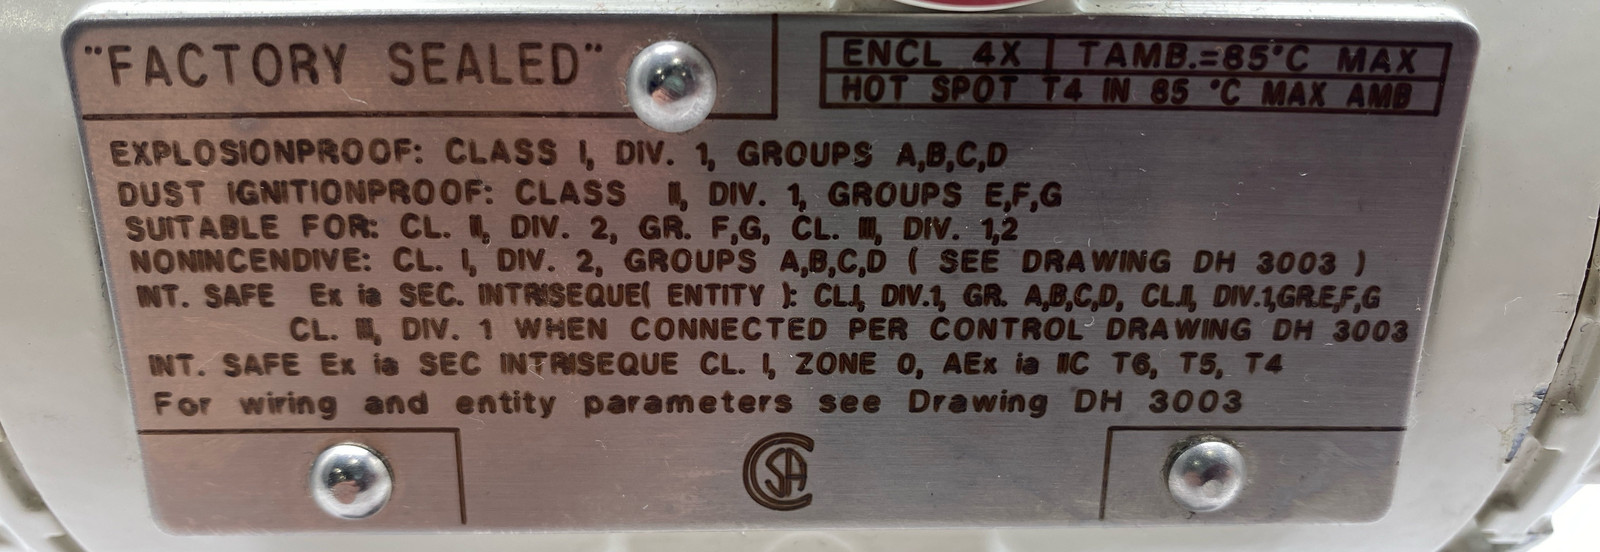 "FACTORY SEALED"
ENCL 4X TAMB.=85°C MAX
HOT SPOT T4 IN 85 °C MAX AMB
EXPLOSIONPROOF: CLASS I, DIV. 1, GROUPS A,B,C,D
DUST IGNITIONPROOF: CLASS II, DIV. 1, GROUPS E,F,G
SUITABLE FOR: CL. II, DIV. 2, GR. F,G, CL. III, DIV. 1,2
NONINCENDIVE: CL. I, DIV. 2, GROUPS A,B,C,D ( SEE DRAWING DH 3003 )
INT. SAFE Ex ia SEC. INTRISEQUE( ENTITY ): CL.I, DIV.1, GR. A,B,C,D, CL.II, DIV.1,GR.E,F,G
CL. III, DIV. 1 WHEN CONNECTED PER CONTROL DRAWING DH 3003
INT. SAFE Ex ia SEC INTRISEQUE CL. I, ZONE 0, AEx ia IIC T6, T5, T4
For wiring and entity parameters see Drawing DH 3003
CSA